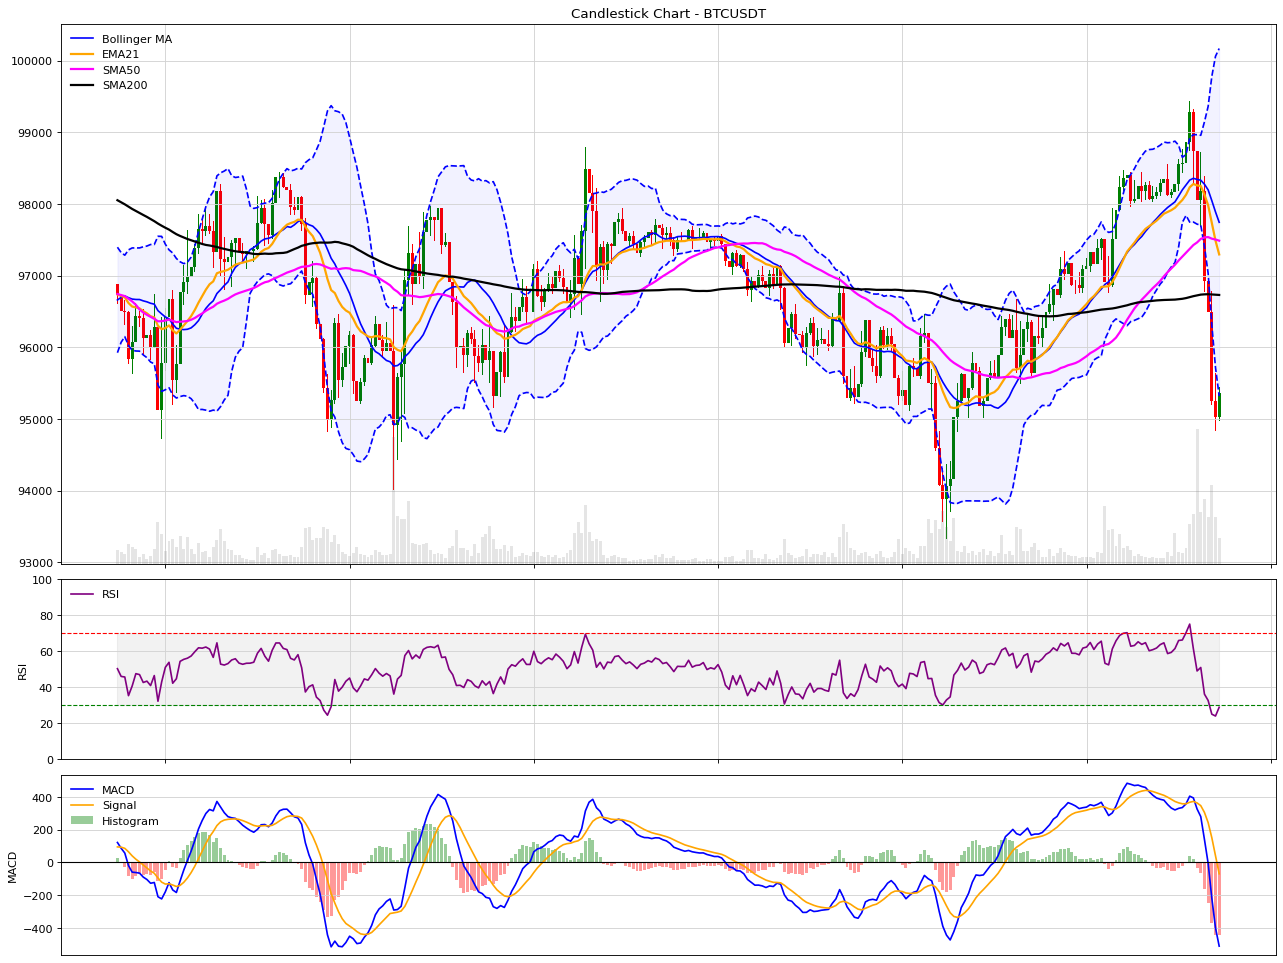 Candlestick Chart - BTCUSDT
Bollinger MA
EMA21
SMA50
SMA200
100000
99000
98000
97000
96000
95000
94000
93000
RSI
RSI
100
80
60
40
20
0
MACD
Signal
Histogram
MACD
400
200
0
−200
−400